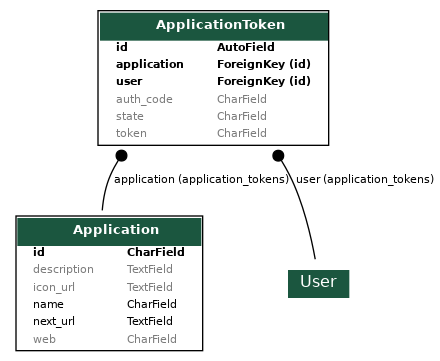 ApplicationToken
id AutoField
application ForeignKey (id)
user ForeignKey (id)
auth_code CharField
state CharField
token CharField
application (application_tokens) user (application_tokens)
Application
id CharField
description TextField
icon_url TextField
name CharField
next_url TextField
web CharField
User